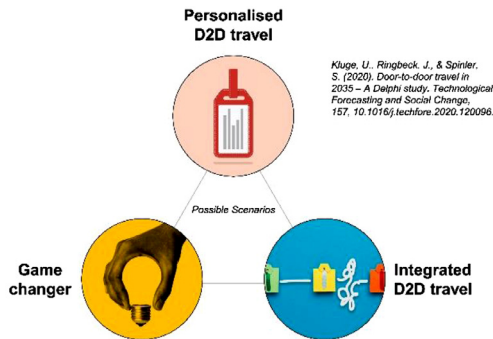 Personalised
D2D travel
Kluge, U.. Ringbeck. J., & Spinler,
S. (2020). Door-to-door travel in
2035 – A Delphi study. Technological
Forecasting and Social Change,
157, 10.1016/j.techfore.2020.120096.
Possible Scenarios
Game
changer
Integrated
D2D travel